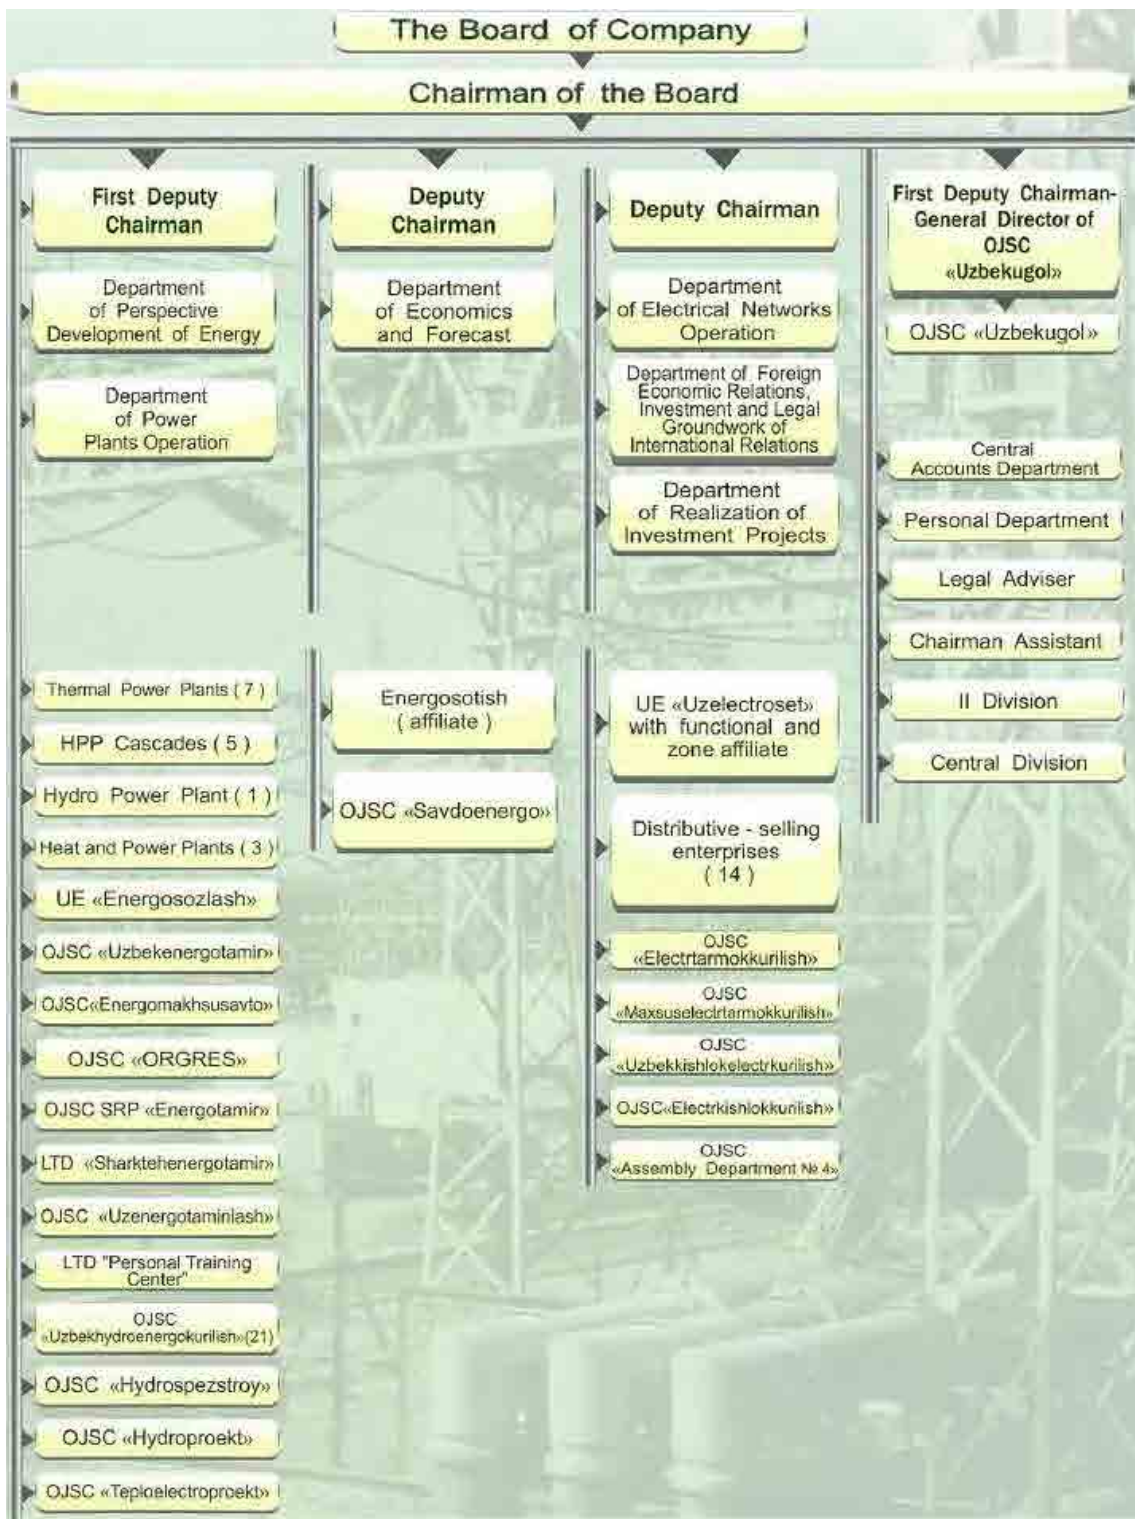 The Board of Company
Chairman of the Board
First Deputy
Chairman
Department
of Perspective
Development of Energy
Department
of Power
Plants Operation
Thermal Power Plants ( 7 )
HPP Cascades ( 5 )
Hydro Power Plant ( 1 )
Heat and Power Plants ( 3 )
UE «Energosozlash»
OJSC «Uzbekenergotamir»
OJSC«Energomakhsusavto»
OJSC «ORGRES»
OJSC SRP «Energotamir»
LTD «Sharktehenergotamir»
OJSC «Uzenergotaminlash»
LTD "Personal Training
Center"
OJSC
«Uzbekhydroenergokurilish»(21)
OJSC «Hydrospezstroy»
OJSC «Hydroproekt»
OJSC «Teploelectroproekt»
Deputy
Chairman
Department
of Economics
and Forecast
Energosotish
( affiliate )
OJSC «Savdoenergo»
Deputy Chairman
Department
of Electrical Networks
Operation
Department of Foreign
Economic Relations,
Investment and Legal
Groundwork of
International Relations
Department
of Realization of
Investment Projects
UE «Uzelectroset»
with functional and
zone affiliate
Distributive - selling
enterprises
( 14 )
OJSC
«Electrtarmokkurilish»
OJSC
«Maxsuselectrtarmokkurilish»
OJSC
«Uzbekkishlokelectrkurilish»
OJSC«Electrkishlokkurilish»
OJSC
«Assembly Department № 4»
First Deputy Chairman-
General Director of
OJSC
«Uzbekugol»
OJSC «Uzbekugol»
Central
Accounts Department
Personal Department
Legal Adviser
Chairman Assistant
II Division
Central Division